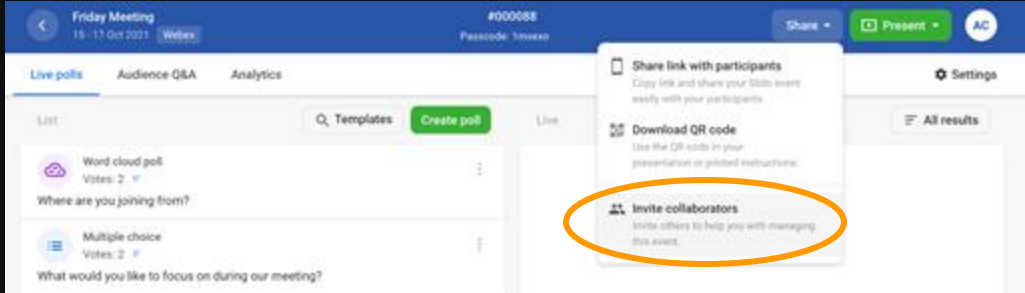 Friday Meeting
15 - 17 Oct 2021 Webex
#000088
Passcode:
Share
Present
AC
Live polls
Audience Q&A
Analytics
Settings
List
Templates
Create poll
Live
All results
Word cloud poll
Votes: 2
Where are you joining from?
Multiple choice
Votes: 2
What would you like to focus on during our meeting?
Share link with participants
Copy link and share your Slido event
easily with your participants.
Download QR code
Use the QR code in your
presentation or printed instructions.
Invite collaborators
Invite others to help you with managing
this event.